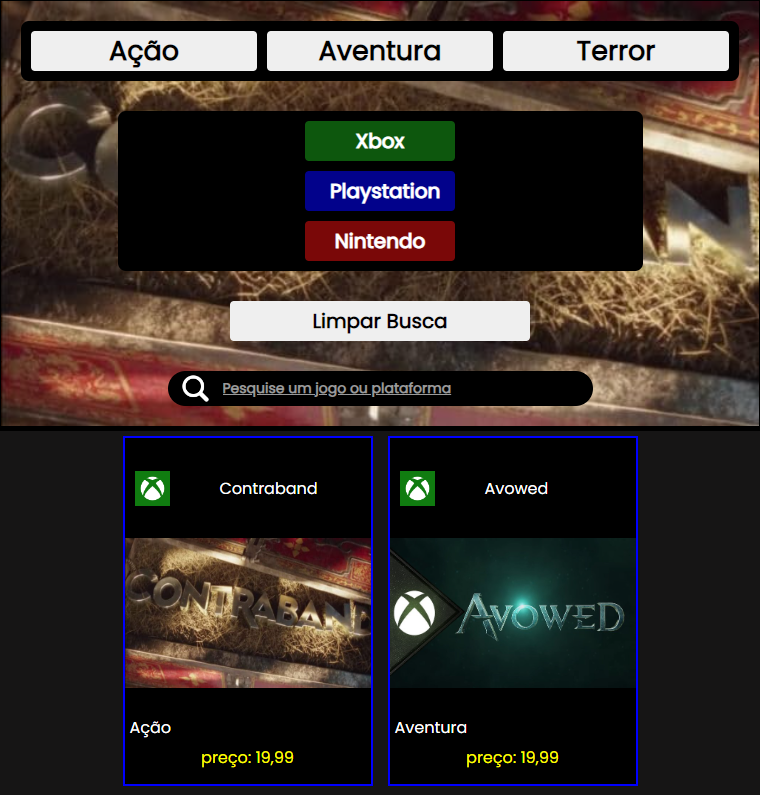 Ação Aventura Terror
Xbox
Playstation
Nintendo
Limpar Busca
Pesquise um jogo ou plataforma
Contraband
CONTRABAND
Ação
preço: 19,99
Avowed
AVOWED
Aventura
preço: 19,99